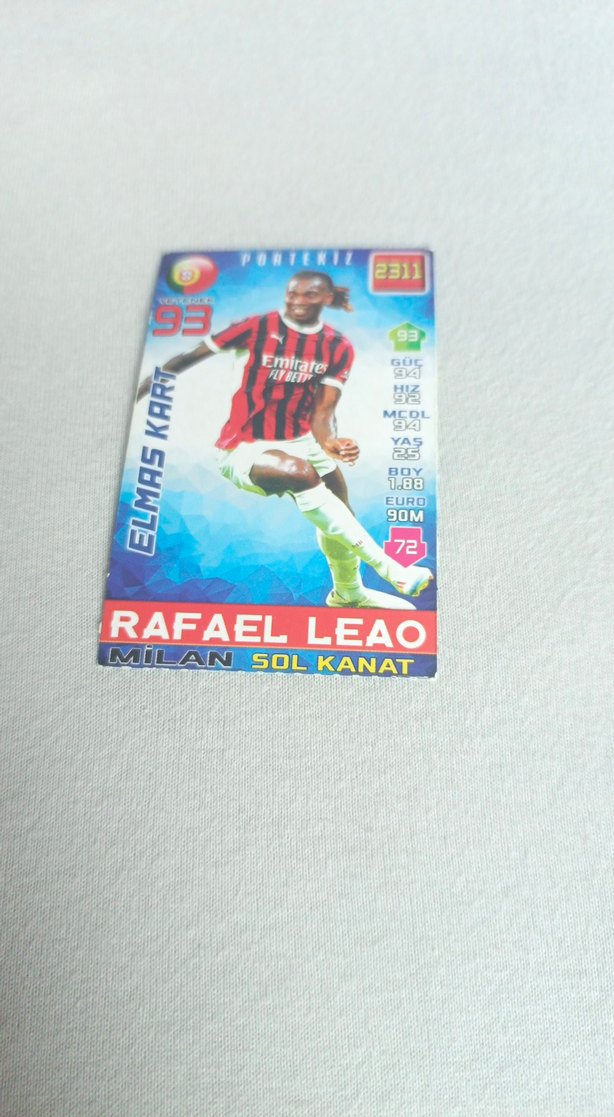 PORTEKİZ
2311
YETENEK
93
ELMAS KART
Emirates
FLY BETTER
93
GÜÇ
94
HIZ
92
MÜCDL
94
YAŞ
25
BOY
1.88
EURO
90M
72
RAFAEL LEAO
MİLAN SOL KANAT